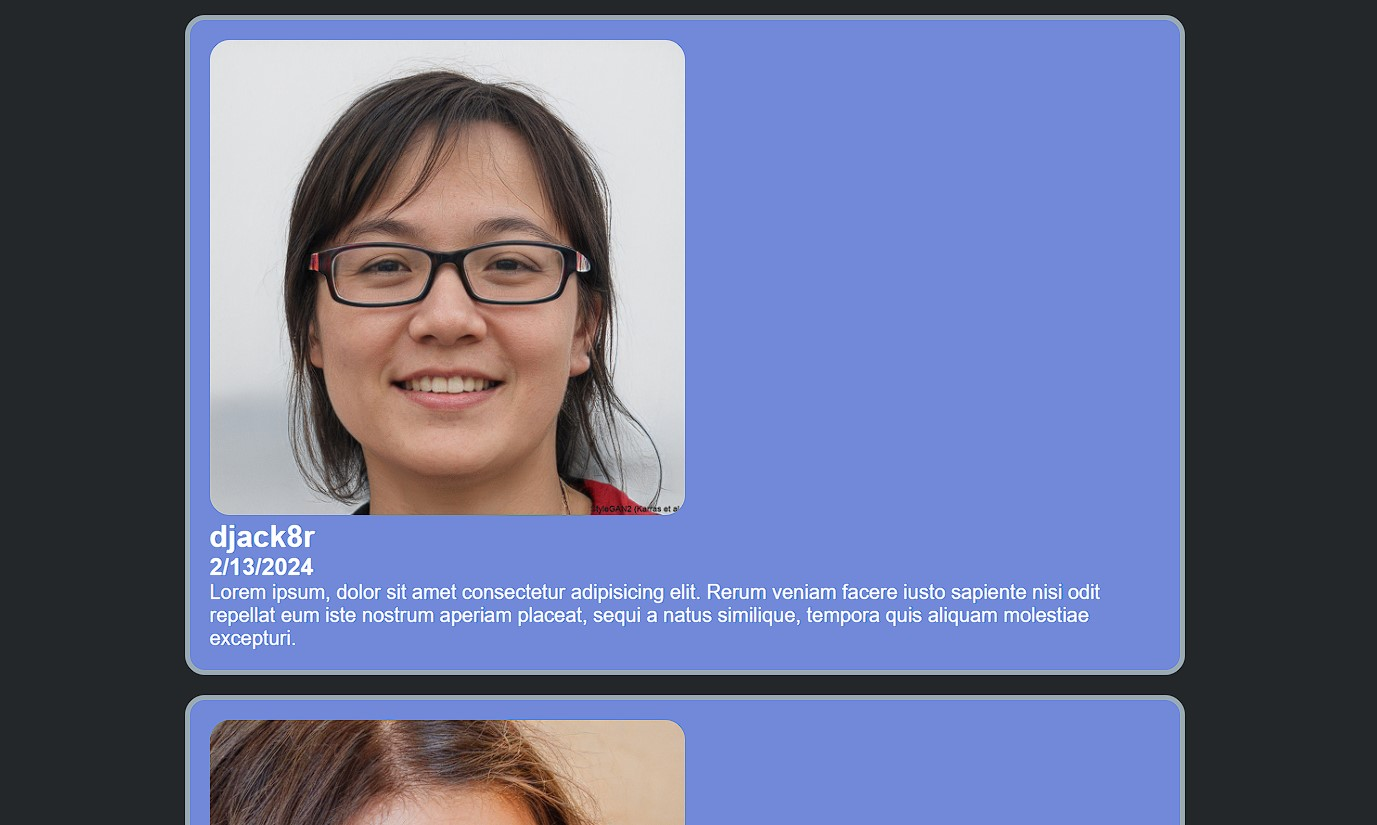 StyleGAN2 (Karras et al
djack8r
2/13/2024
Lorem ipsum, dolor sit amet consectetur adipisicing elit. Rerum veniam facere iusto sapiente nisi odit
repellat eum iste nostrum aperiam placeat, sequi a natus similique, tempora quis aliquam molestiae
excepturi.